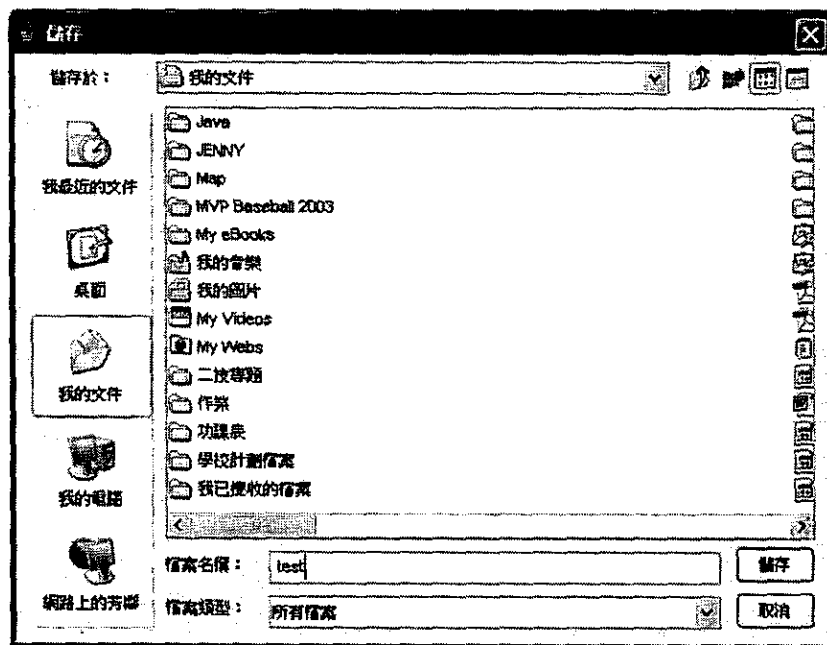 儲存
儲存於：
我的文件
我最近的文件
桌面
我的文件
我的電腦
網路上的芳鄰
Java
JENNY
Map
MVP Baseball 2003
My eBooks
我的音樂
我的圖片
My Videos
My Webs
二技專題
作業
功課表
學校計劃檔案
我已接收的檔案
檔案名稱：
test
儲存
檔案類型：
所有檔案
取消